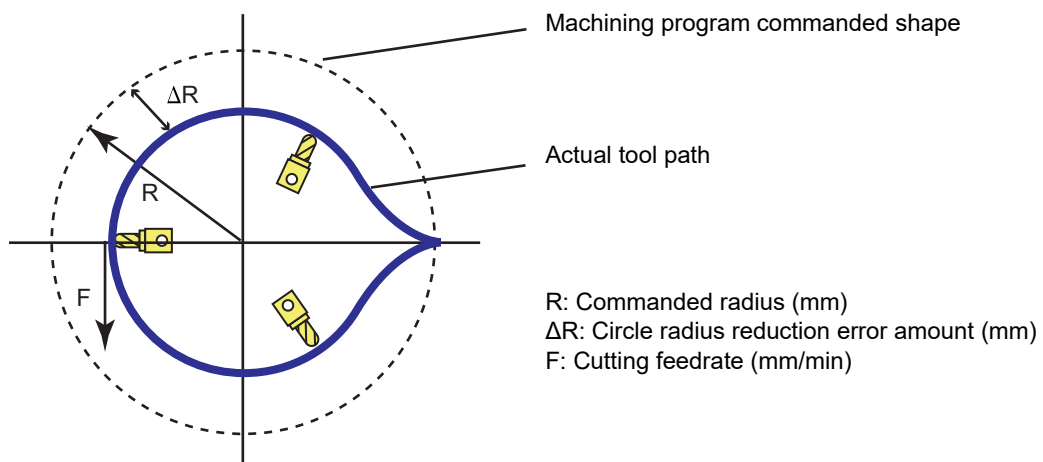 Machining program commanded shape
ΔR
Actual tool path
R
F
R: Commanded radius (mm)
ΔR: Circle radius reduction error amount (mm)
F: Cutting feedrate (mm/min)